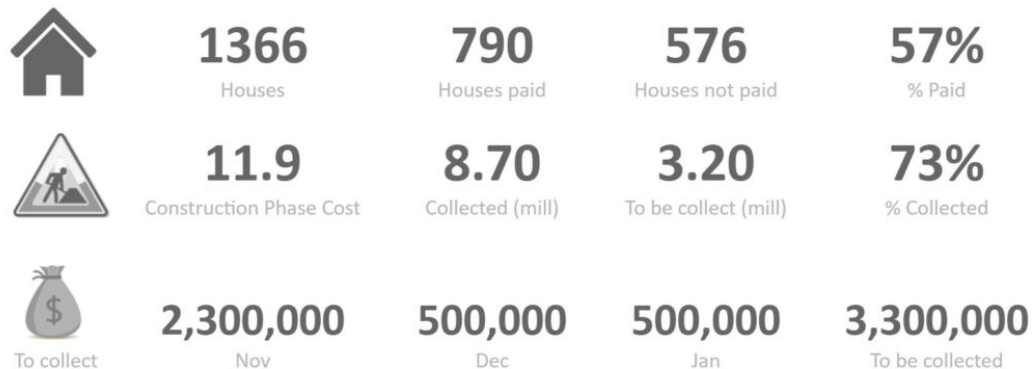 1366 790 576 57%
Houses Houses paid Houses not paid % Paid
11.9 8.70 3.20 73%
Construction Phase Cost Collected (mill) To be collect (mill) % Collected
$
2,300,000 500,000 500,000 3,300,000
To collect Nov Dec Jan To be collected